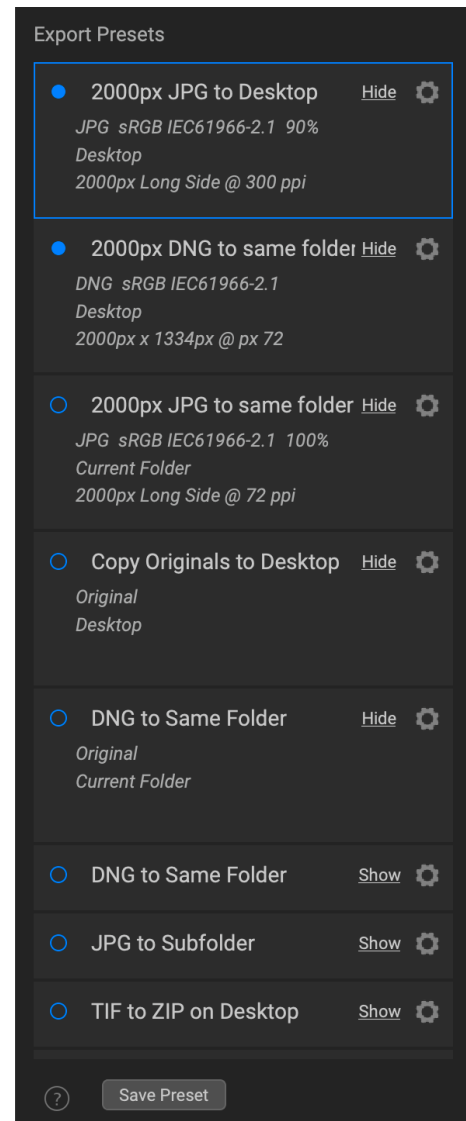 Export Presets
2000px JPG to Desktop Hide
JPG sRGB IEC61966-2.1 90%
Desktop
2000px Long Side @ 300 ppi
2000px DNG to same folder Hide
DNG sRGB IEC61966-2.1
Desktop
2000px x 1334px @ px 72
2000px JPG to same folder Hide
JPG sRGB IEC61966-2.1 100%
Current Folder
2000px Long Side @ 72 ppi
Copy Originals to Desktop Hide
Original
Desktop
DNG to Same Folder Hide
Original
Current Folder
DNG to Same Folder Show
JPG to Subfolder Show
TIF to ZIP on Desktop Show
? Save Preset